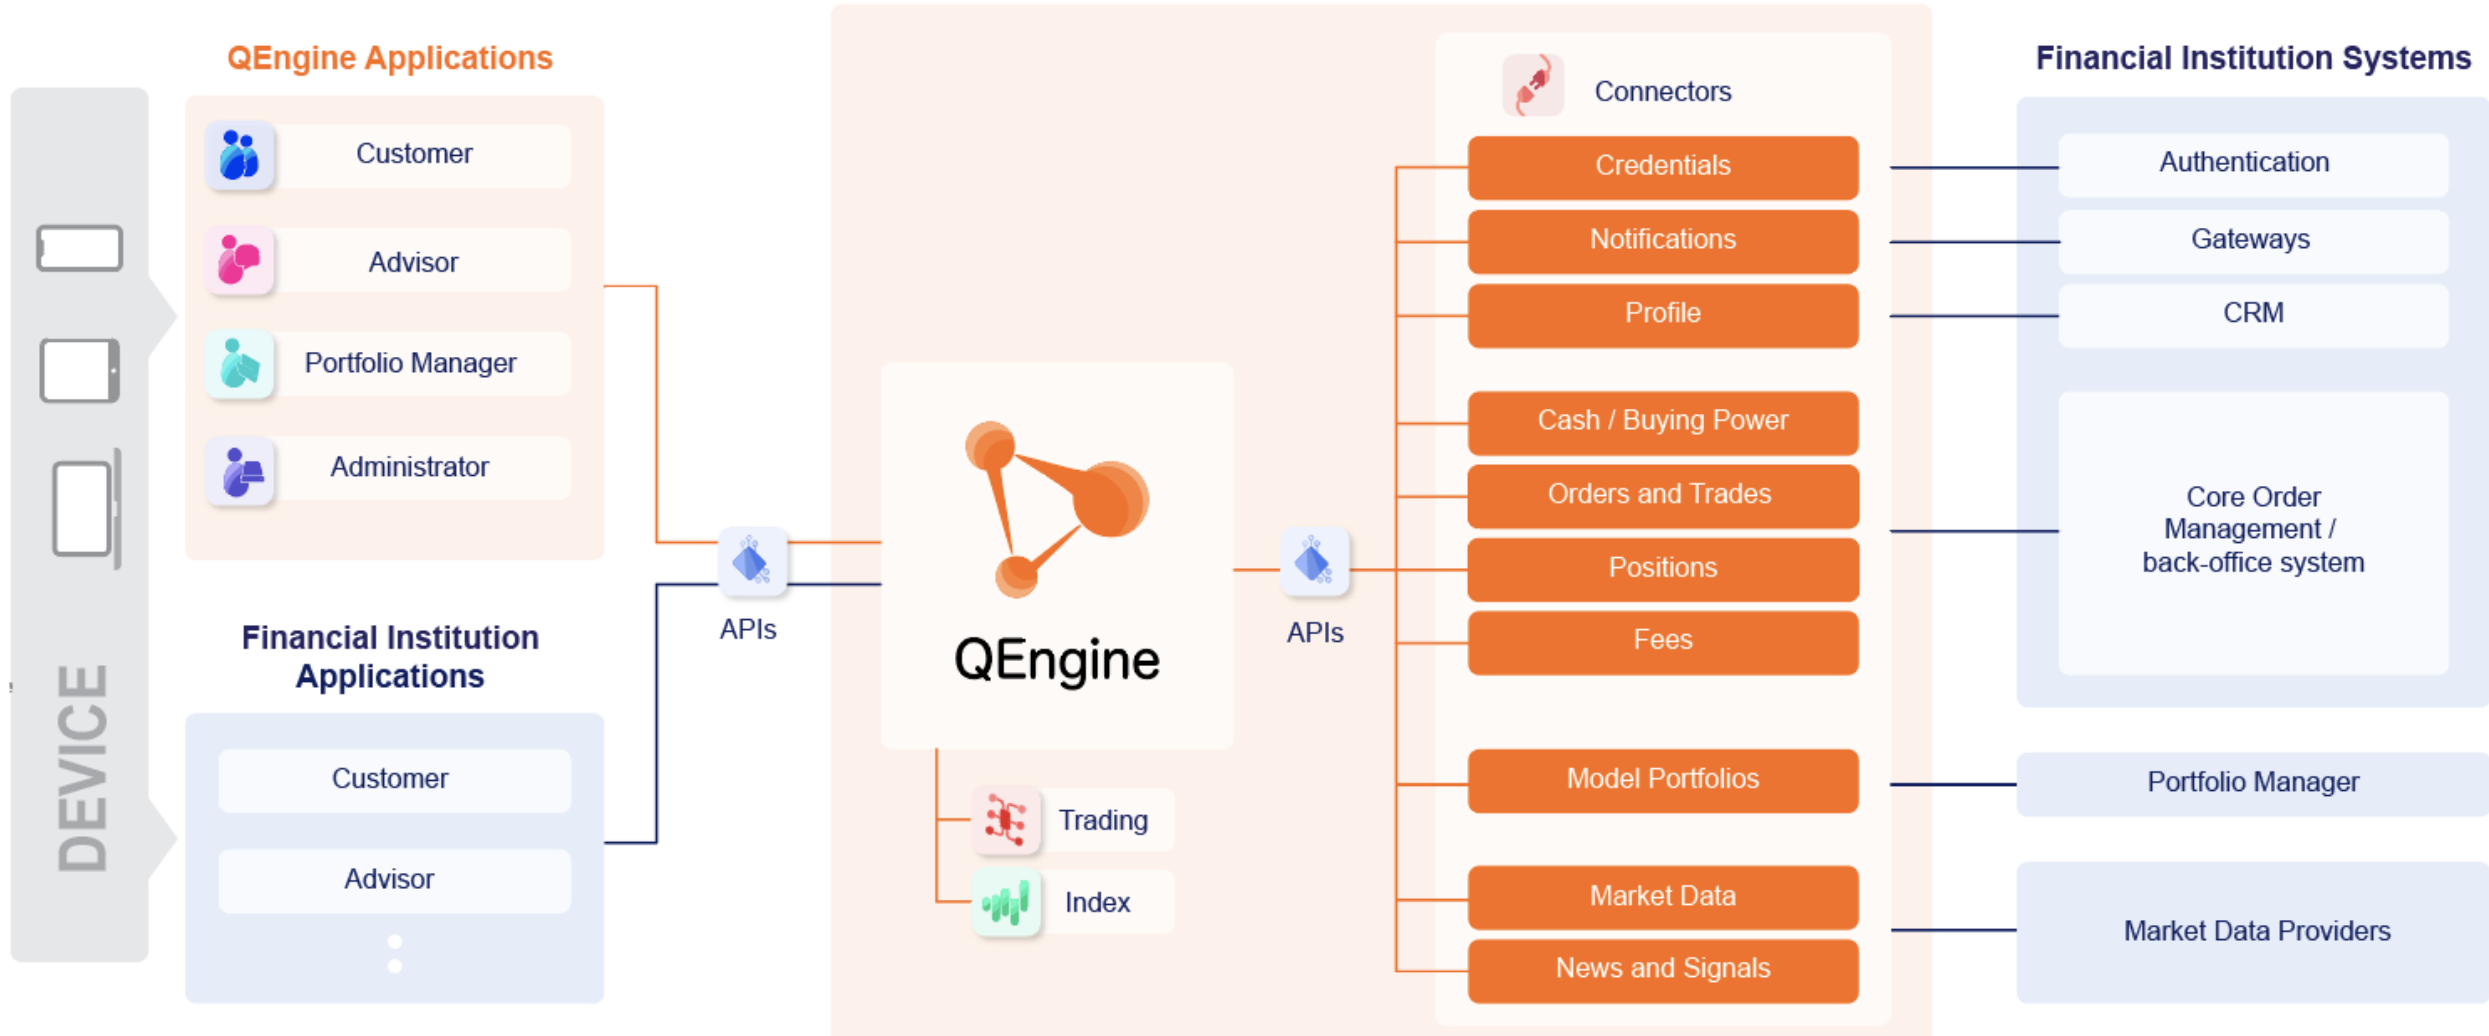 QEngine Applications
Customer
Advisor
Portfolio Manager
Administrator
Financial Institution
Applications
Customer
Advisor
DEVICE
APIs
QEngine
Trading
Index
APIs
Connectors
Credentials
Notifications
Profile
Cash / Buying Power
Orders and Trades
Positions
Fees
Model Portfolios
Market Data
News and Signals
Financial Institution Systems
Authentication
Gateways
CRM
Core Order
Management /
back-office system
Portfolio Manager
Market Data Providers